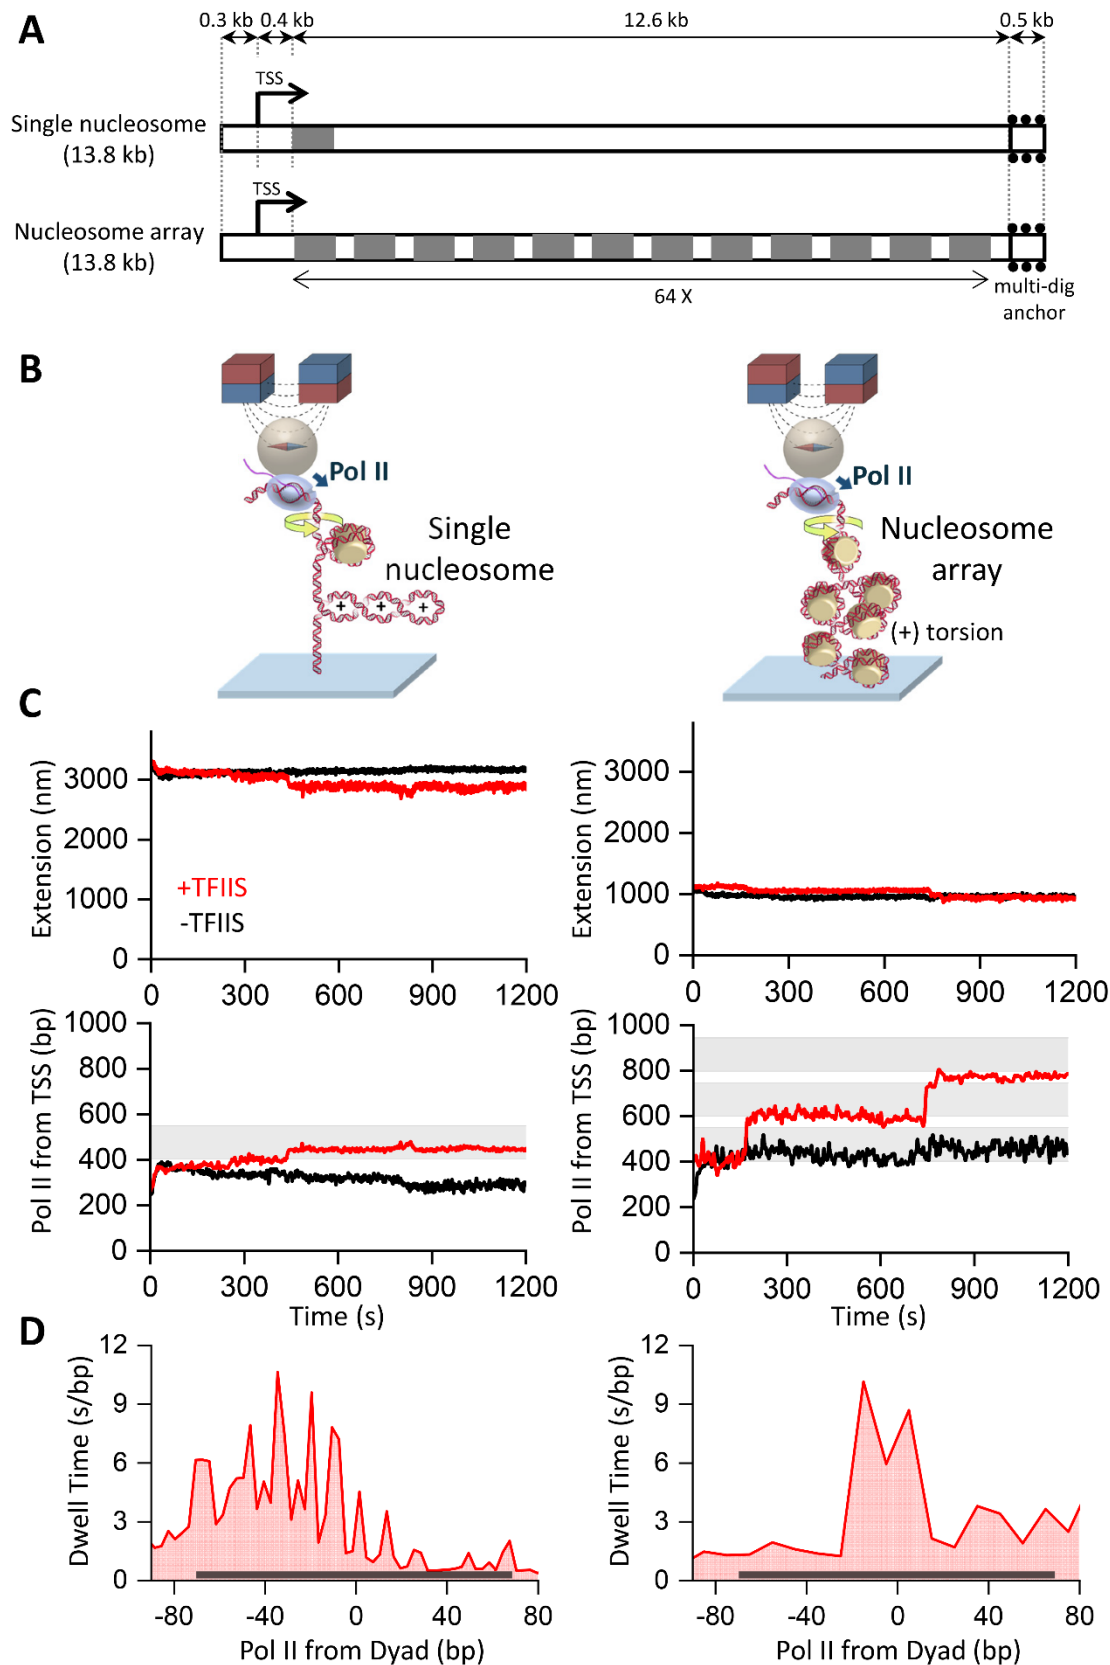 A
0.3 kb 0.4 kb 12.6 kb 0.5 kb
TSS
Single nucleosome
(13.8 kb)
TSS
Nucleosome array
(13.8 kb)
64 X
multi-dig
anchor
B
Pol II
Single
nucleosome
+ + +
Pol II
Nucleosome
array
(+) torsion
C
Extension (nm)
3000
2000
1000
0
+TFIIS
-TFIIS
0 300 600 900 1200
Extension (nm)
3000
2000
1000
0
0 300 600 900 1200
Pol II from TSS (bp)
1000
800
600
400
200
0
0 300 600 900 1200
Time (s)
Pol II from TSS (bp)
1000
800
600
400
200
0
0 300 600 900 1200
Time (s)
D
Dwell Time (s/bp)
12
9
6
3
0
-80 -40 0 40 80
Pol II from Dyad (bp)
Dwell Time (s/bp)
12
9
6
3
0
-80 -40 0 40 80
Pol II from Dyad (bp)